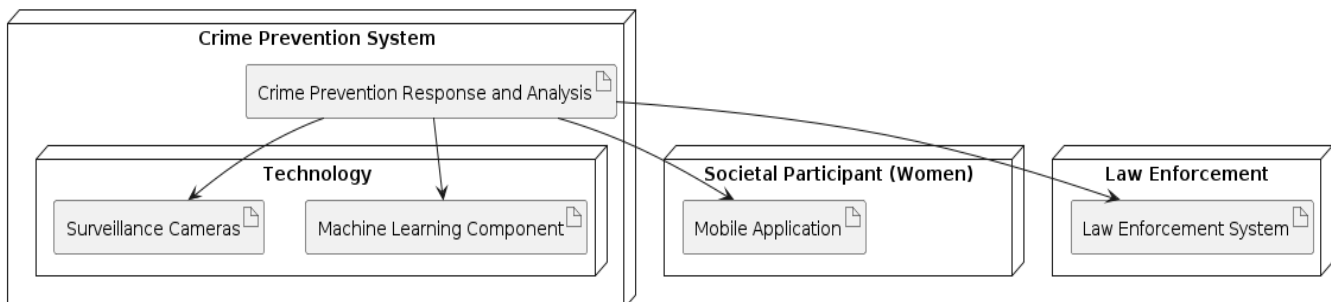 Crime Prevention System
Crime Prevention Response and Analysis
Technology
Societal Participant (Women)
Law Enforcement
Surveillance Cameras
Machine Learning Component
Mobile Application
Law Enforcement System